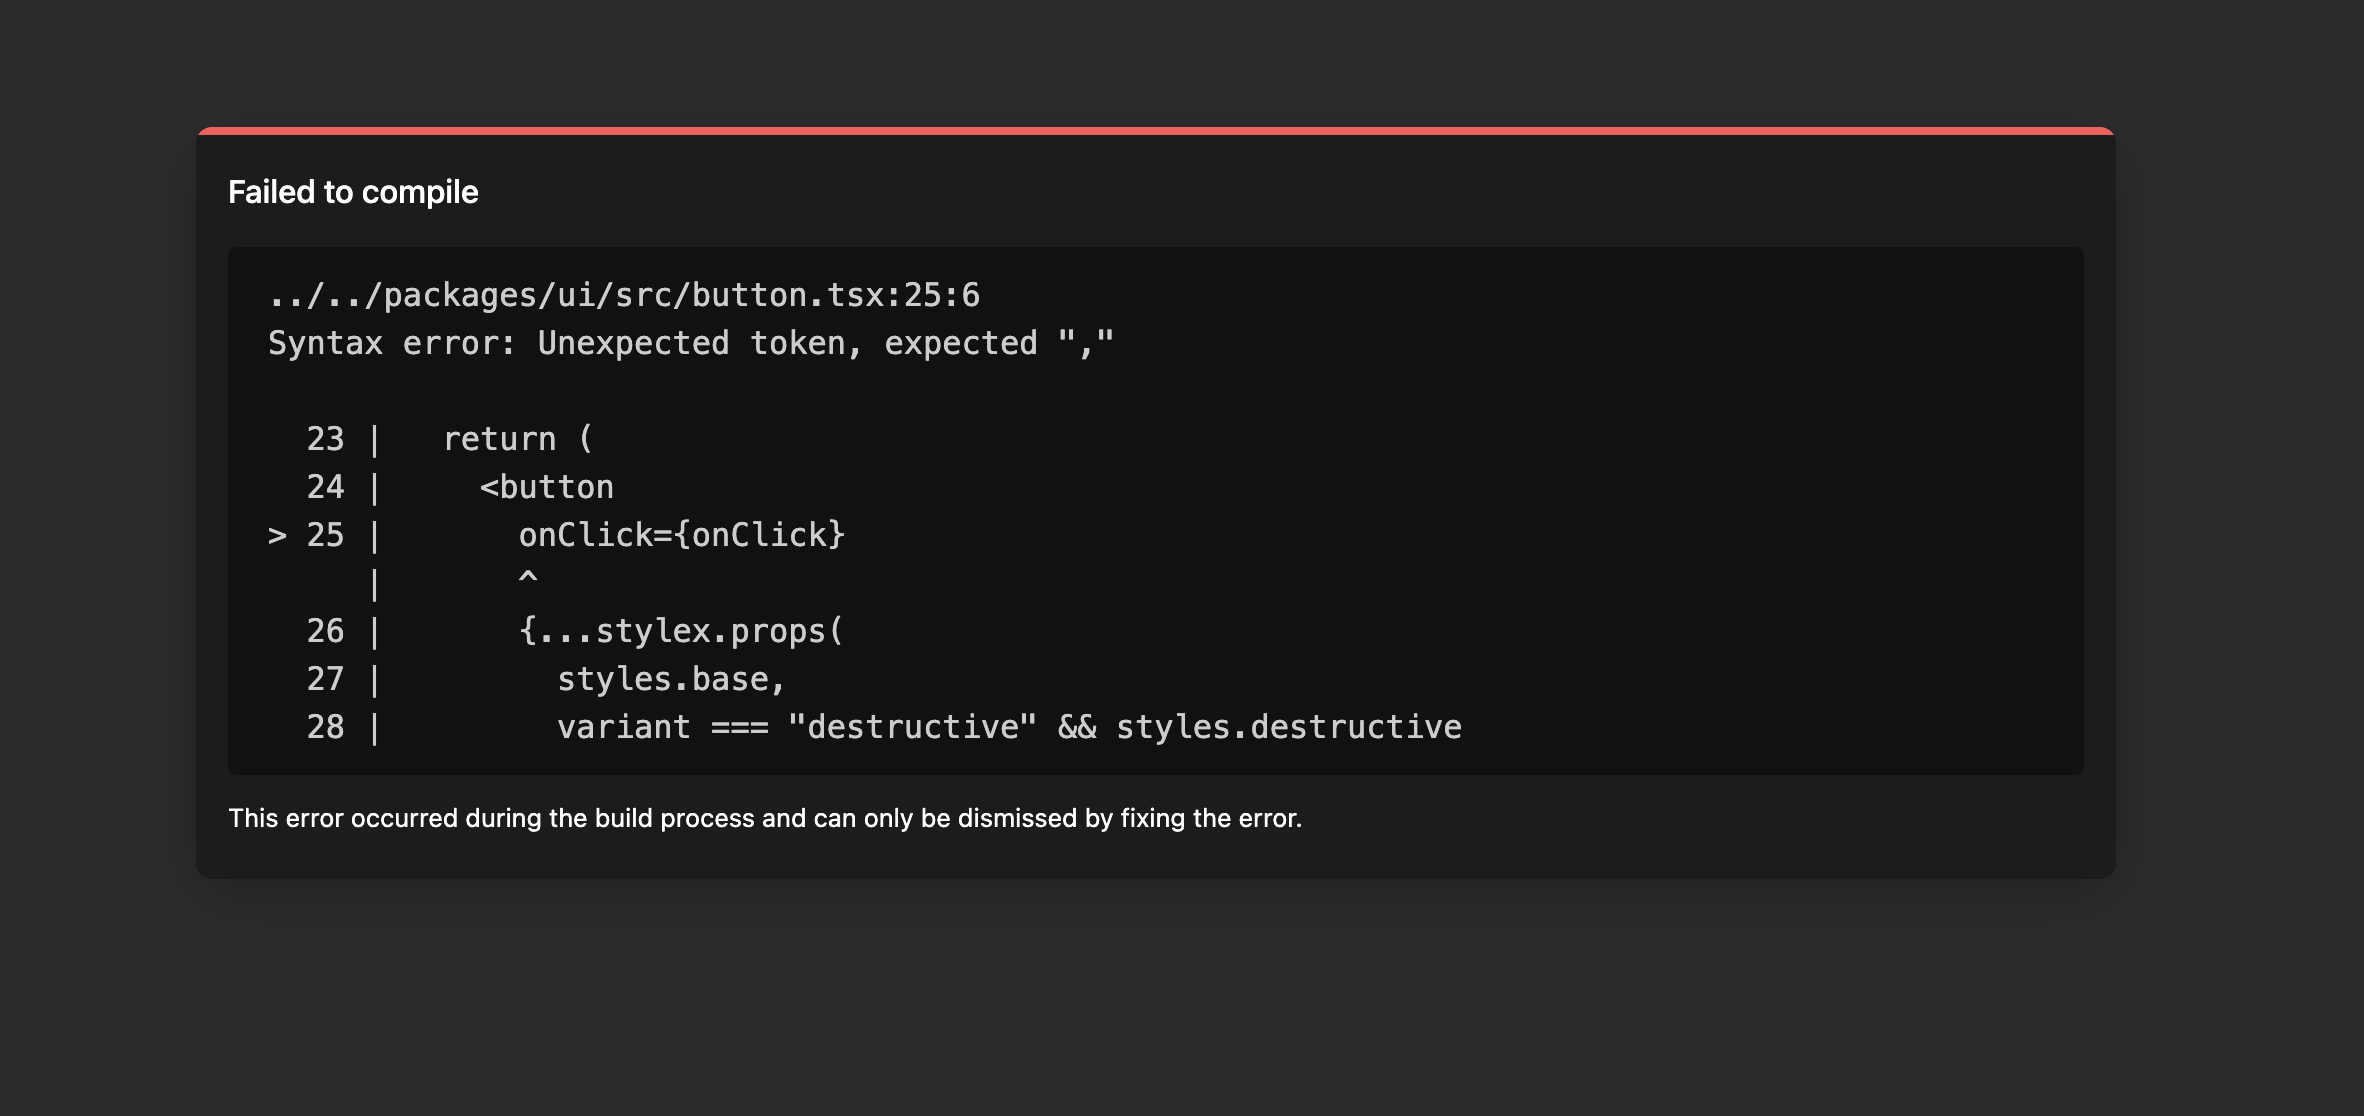 Failed to compile
../../packages/ui/src/button.tsx:25:6
Syntax error: Unexpected token, expected ","
  23 |   return (
  24 |     <button
> 25 |       onClick={onClick}
     |       ^
  26 |       {...stylex.props(
  27 |         styles.base,
  28 |         variant === "destructive" && styles.destructive
This error occurred during the build process and can only be dismissed by fixing the error.